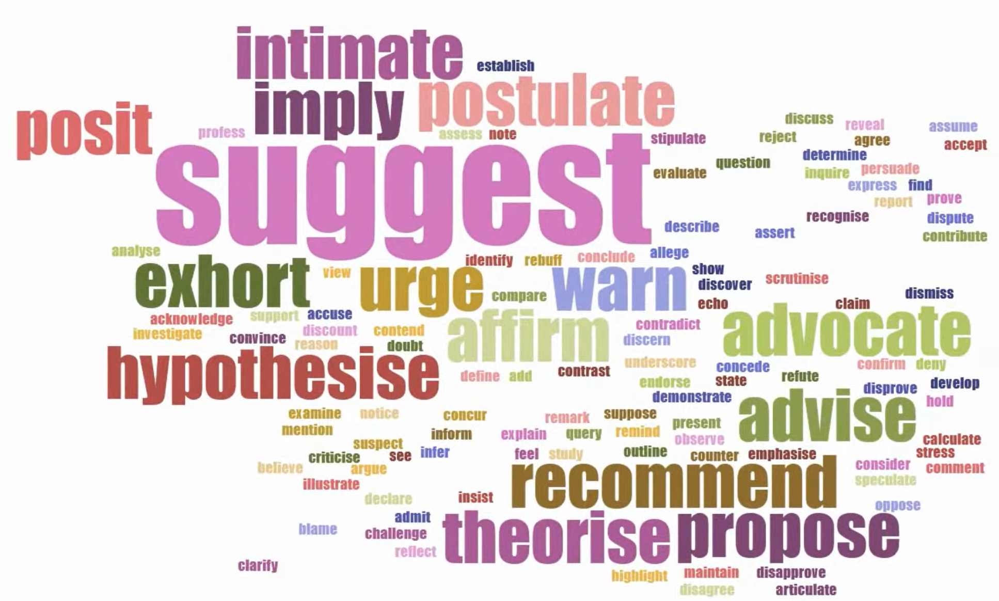 intimate
establish
imply
postulate
posit
profess
assess
note
suggest
stipulate
discuss
reveal
assume
reject
agree
accept
determine
question
evaluate
inquire
persuade
express
find
report
prove
recognise
dispute
describe
assert
contribute
analyse
identify
rebuff
conclude
allege
exhort
view
urge
warn
show
discover
scrutinise
compare
echo
claim
dismiss
acknowledge
support
accuse
affirm
contradict
advocate
investigate
convince
discount
reason
contend
doubt
discern
hypothesise
define
add
contrast
underscore
concede
confirm
deny
endorse
state
refute
disprove
develop
demonstrate
advise
hold
examine
notice
concur
remark
suppose
present
mention
inform
explain
query
remind
observe
calculate
suspect
criticise
see
infer
feel
study
outline
counter
emphasise
stress
believe
argue
recommend
consider
comment
illustrate
speculate
declare
insist
oppose
admit
theorise
propose
blame
challenge
reflect
clarify
highlight
maintain
disapprove
disagree
articulate